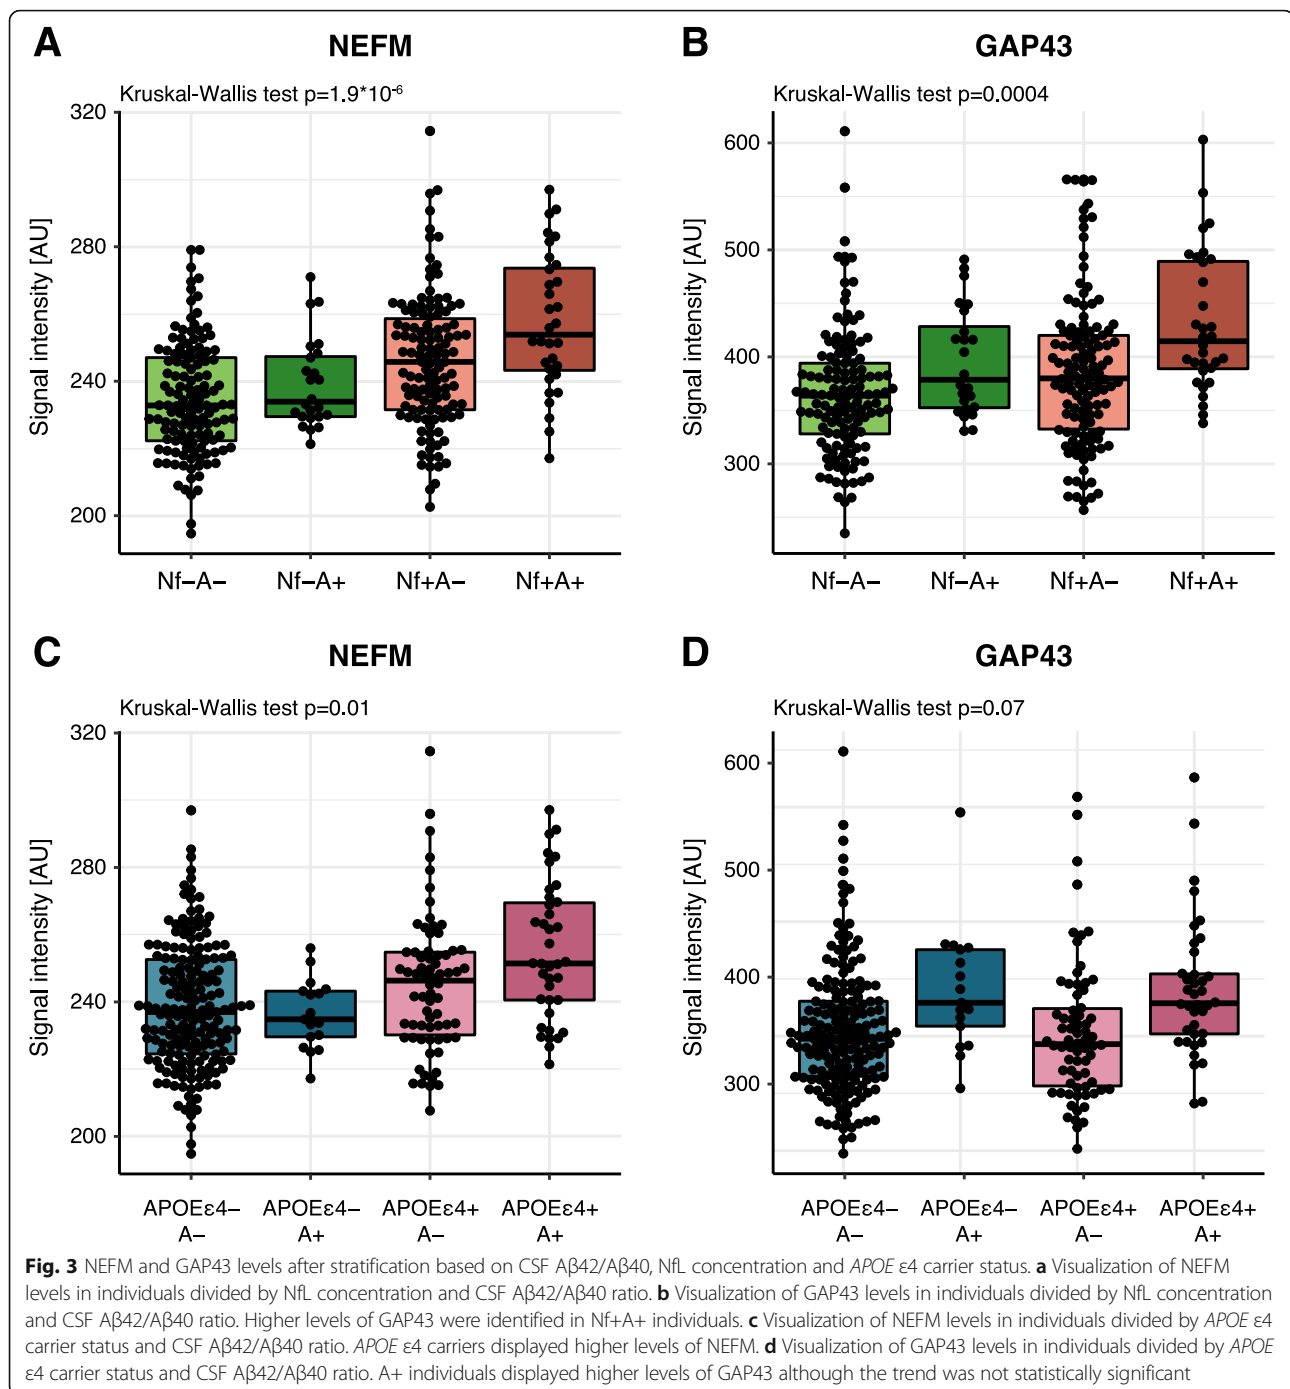 A NEFM
Kruskal-Wallis test p=1.9*10-6
320
280
240
200
Signal intensity [AU]
Nf−A− Nf−A+ Nf+A− Nf+A+
B GAP43
Kruskal-Wallis test p=0.0004
600
500
400
300
Signal intensity [AU]
Nf−A− Nf−A+ Nf+A− Nf+A+
C NEFM
Kruskal-Wallis test p=0.01
320
280
240
200
Signal intensity [AU]
APOEε4− APOEε4− APOEε4+ APOEε4+
A− A+ A− A+
D GAP43
Kruskal-Wallis test p=0.07
600
500
400
300
Signal intensity [AU]
APOEε4− APOEε4− APOEε4+ APOEε4+
A− A+ A− A+
Fig. 3 NEFM and GAP43 levels after stratification based on CSF Aβ42/Aβ40, NfL concentration and APOE ε4 carrier status. a Visualization of NEFM
levels in individuals divided by NfL concentration and CSF Aβ42/Aβ40 ratio. b Visualization of GAP43 levels in individuals divided by NfL concentration
and CSF Aβ42/Aβ40 ratio. Higher levels of GAP43 were identified in Nf+A+ individuals. c Visualization of NEFM levels in individuals divided by APOE ε4
carrier status and CSF Aβ42/Aβ40 ratio. APOE ε4 carriers displayed higher levels of NEFM. d Visualization of GAP43 levels in individuals divided by APOE
ε4 carrier status and CSF Aβ42/Aβ40 ratio. A+ individuals displayed higher levels of GAP43 although the trend was not statistically significant